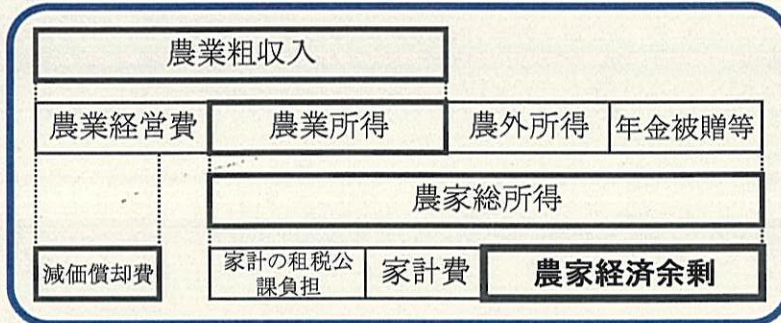 農業粗収入
農業経営費
農業所得
農外所得
年金被贈等
農家総所得
減価償却費
家計の租税公
課負担
家計費
農家経済余剰